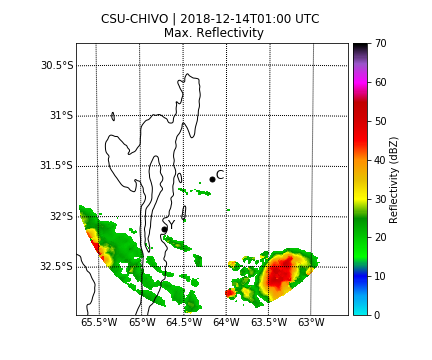 CSU-CHIVO | 2018-12-14T01:00 UTC
Max. Reflectivity
30.5°S
31°S
31.5°S
32°S
32.5°S
65.5°W 65°W 64.5°W 64°W 63.5°W 63°W
C
Y
70
60
50
40
30
20
10
0
Reflectivity (dBZ)